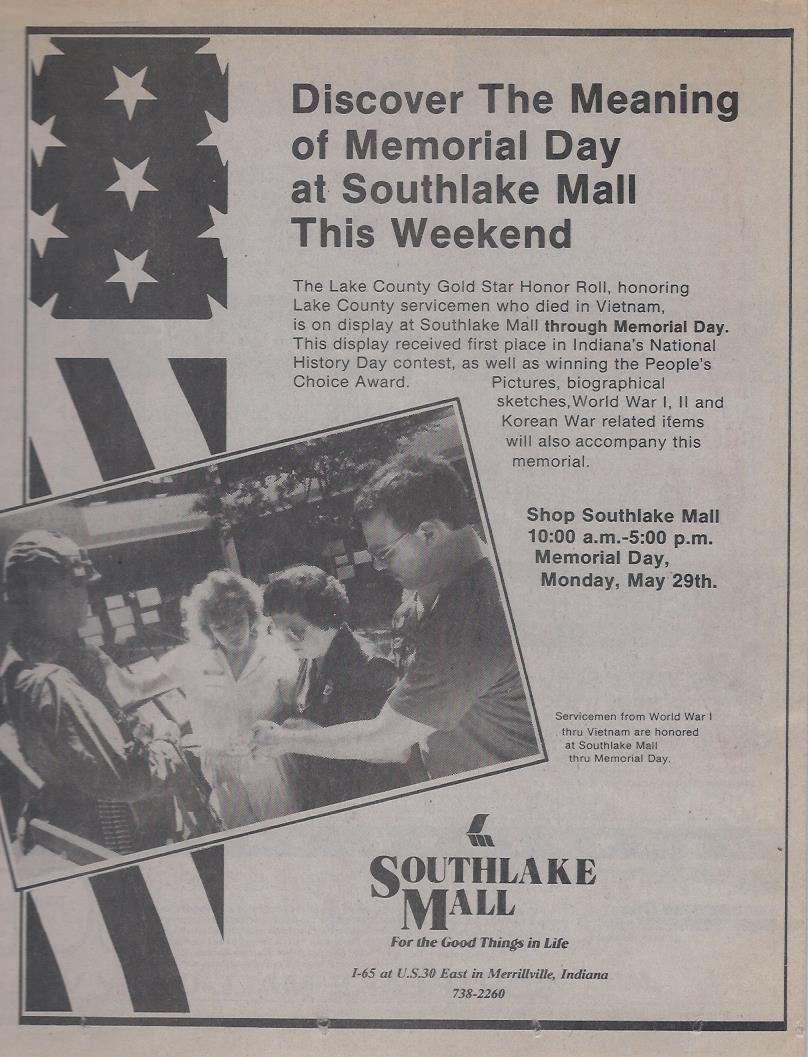 Discover The Meaning
of Memorial Day
at Southlake Mall
This Weekend
The Lake County Gold Star Honor Roll, honoring
Lake County servicemen who died in Vietnam,
is on display at Southlake Mall through Memorial Day.
This display received first place in Indiana's National
History Day contest, as well as winning the People's
Choice Award. Pictures, biographical
sketches,World War I, II and
Korean War related items
will also accompany this
memorial.
Shop Southlake Mall
10:00 a.m.-5:00 p.m.
Memorial Day,
Monday, May 29th.
Servicemen from World War I
thru Vietnam are honored
at Southlake Mall
thru Memorial Day.
SOUTHLAKE
MALL
For the Good Things in Life
I-65 at U.S.30 East in Merrillville, Indiana
738-2260